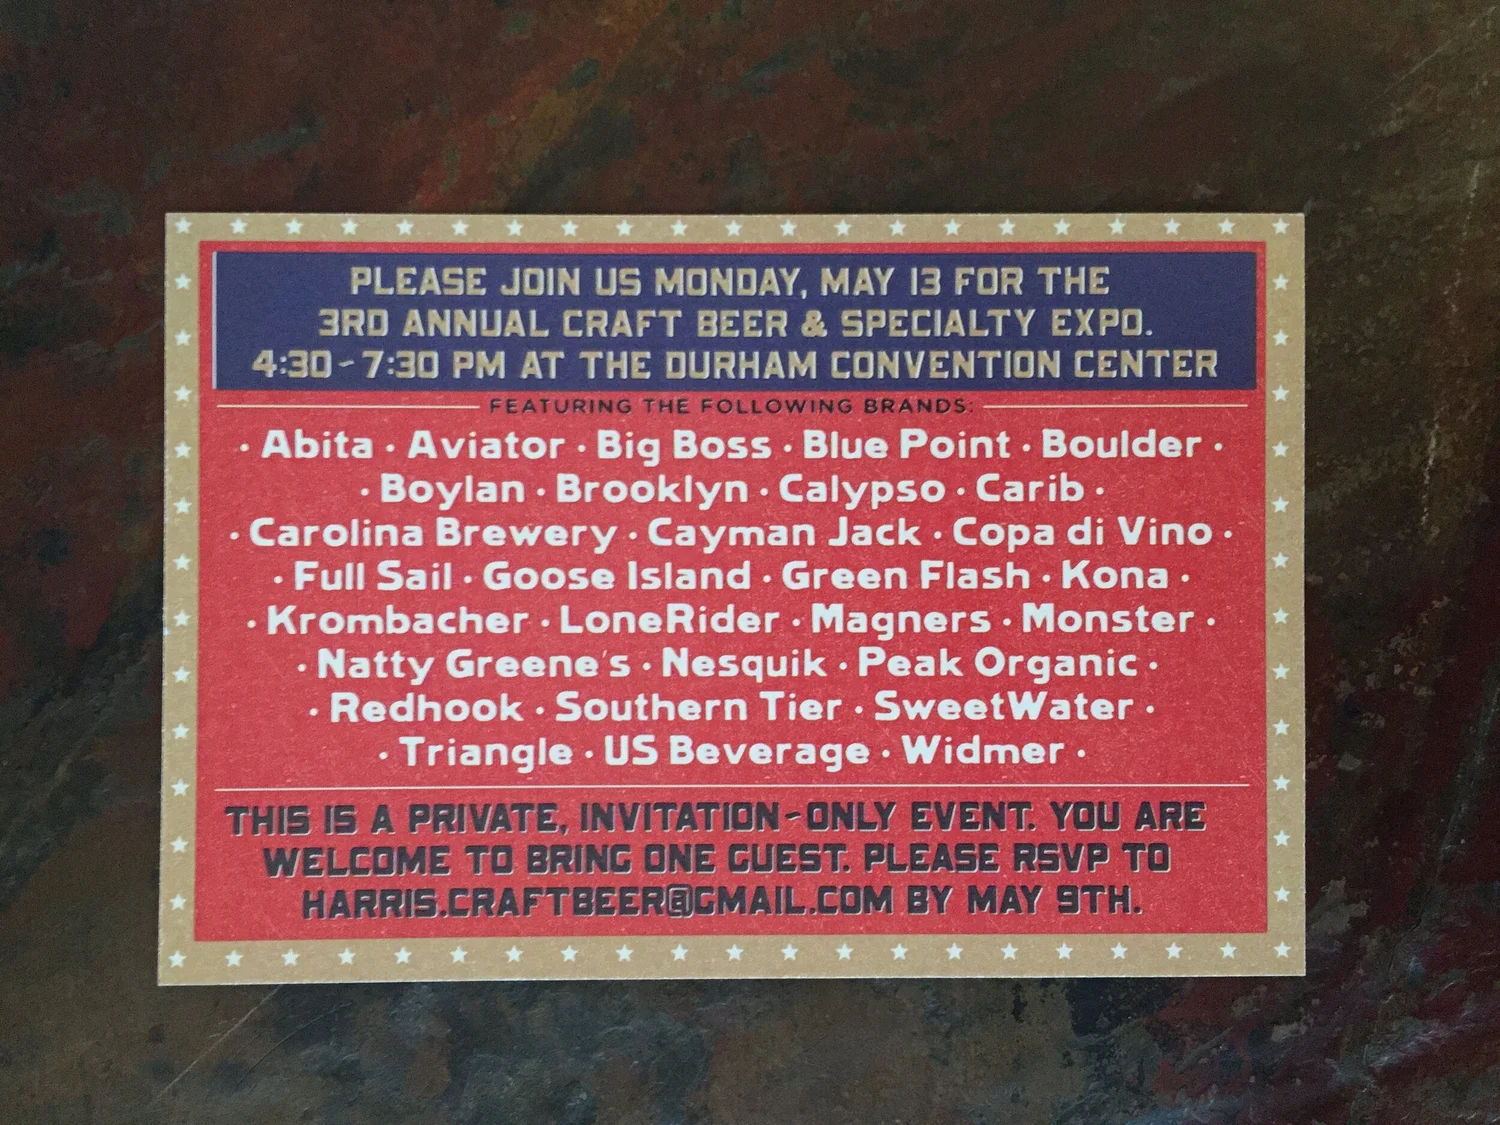 PLEASE JOIN US MONDAY, MAY 13 FOR THE
3RD ANNUAL CRAFT BEER & SPECIALTY EXPO.
4:30-7:30 PM AT THE DURHAM CONVENTION CENTER
FEATURING THE FOLLOWING BRANDS:
· Abita · Aviator · Big Boss · Blue Point · Boulder ·
· Boylan · Brooklyn · Calypso · Carib ·
· Carolina Brewery · Cayman Jack · Copa di Vino ·
· Full Sail · Goose Island · Green Flash · Kona ·
· Krombacher · LoneRider · Magners · Monster ·
· Natty Greene's · Nesquik · Peak Organic ·
· Redhook · Southern Tier · SweetWater ·
· Triangle · US Beverage · Widmer ·
THIS IS A PRIVATE, INVITATION-ONLY EVENT. YOU ARE
WELCOME TO BRING ONE GUEST. PLEASE RSVP TO
HARRIS.CRAFTBEER@GMAIL.COM BY MAY 9TH.